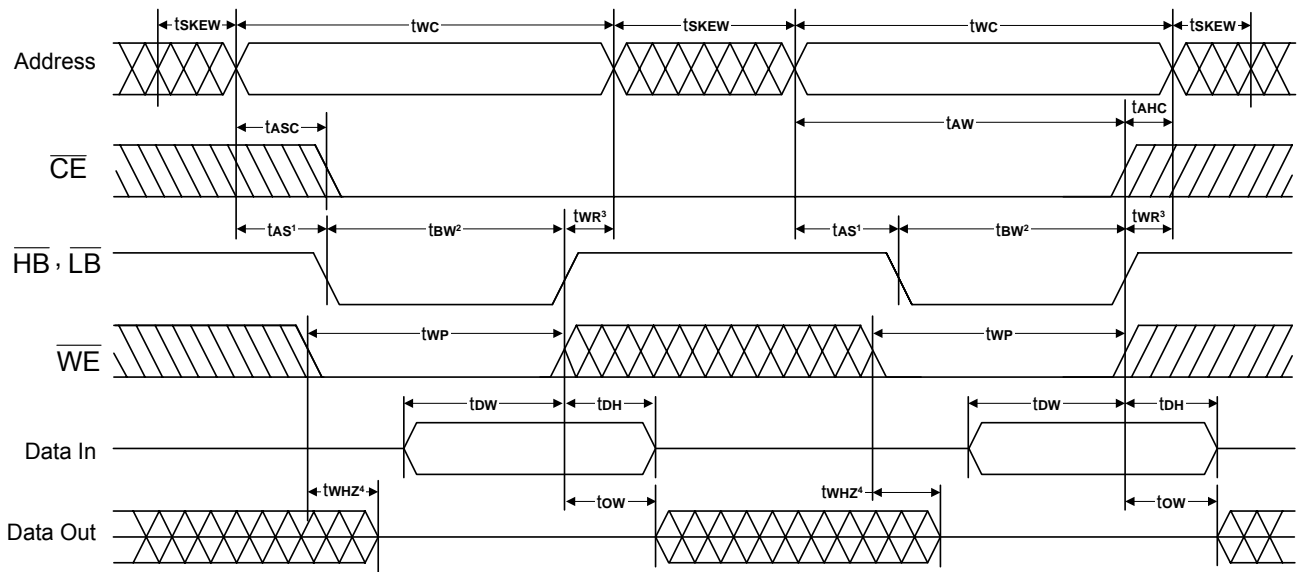 tSKEW tWC tSKEW tWC tSKEW
Address
tASC tAW tAHC
CE
tAS¹ tBW² tWR³ tAS¹ tBW² tWR³
HB , LB
tWP tWP
WE
tDW tDH tDW tDH
Data In
tWHZ⁴ tOW tWHZ⁴ tOW
Data Out